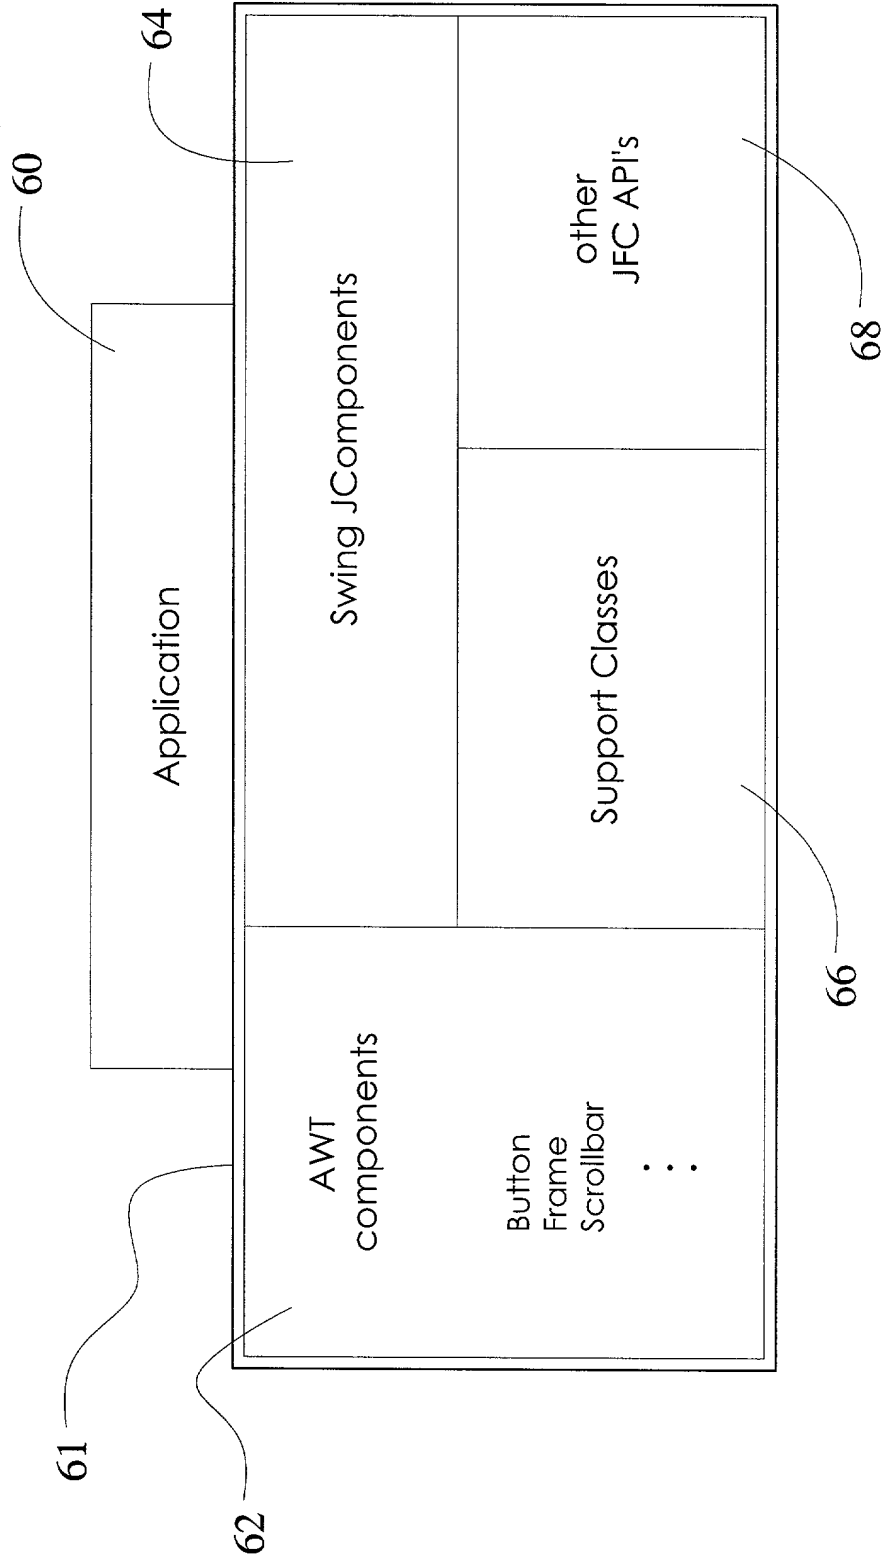 60
Application
61
64
62
AWT
components
Button
Frame
Scrollbar
Swing JComponents
Support Classes
other
JFC API's
66
68